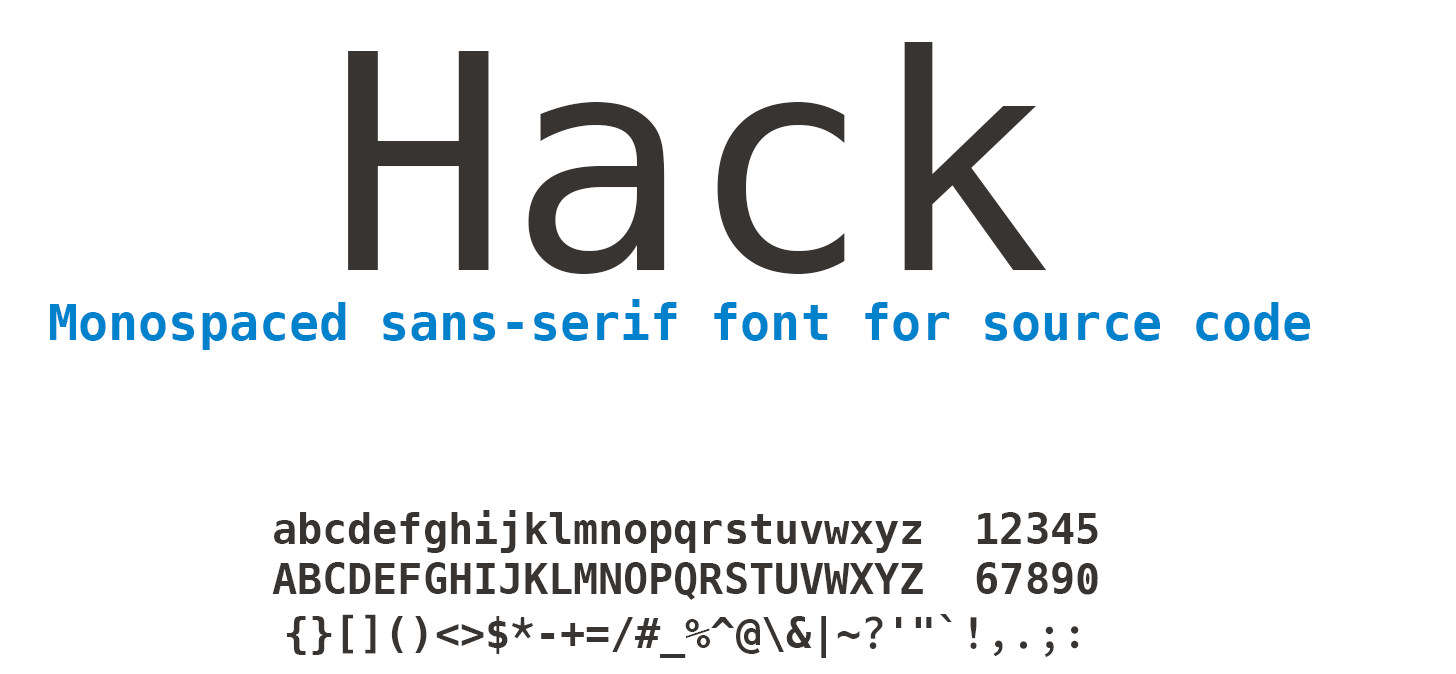 Hack
Monospaced sans-serif font for source code
abcdefghijklmnopqrstuvwxyz  12345
ABCDEFGHIJKLMNOPQRSTUVWXYZ  67890
{}[]()<>$*-+=/#_%^@\&|~?'"`!,.;: